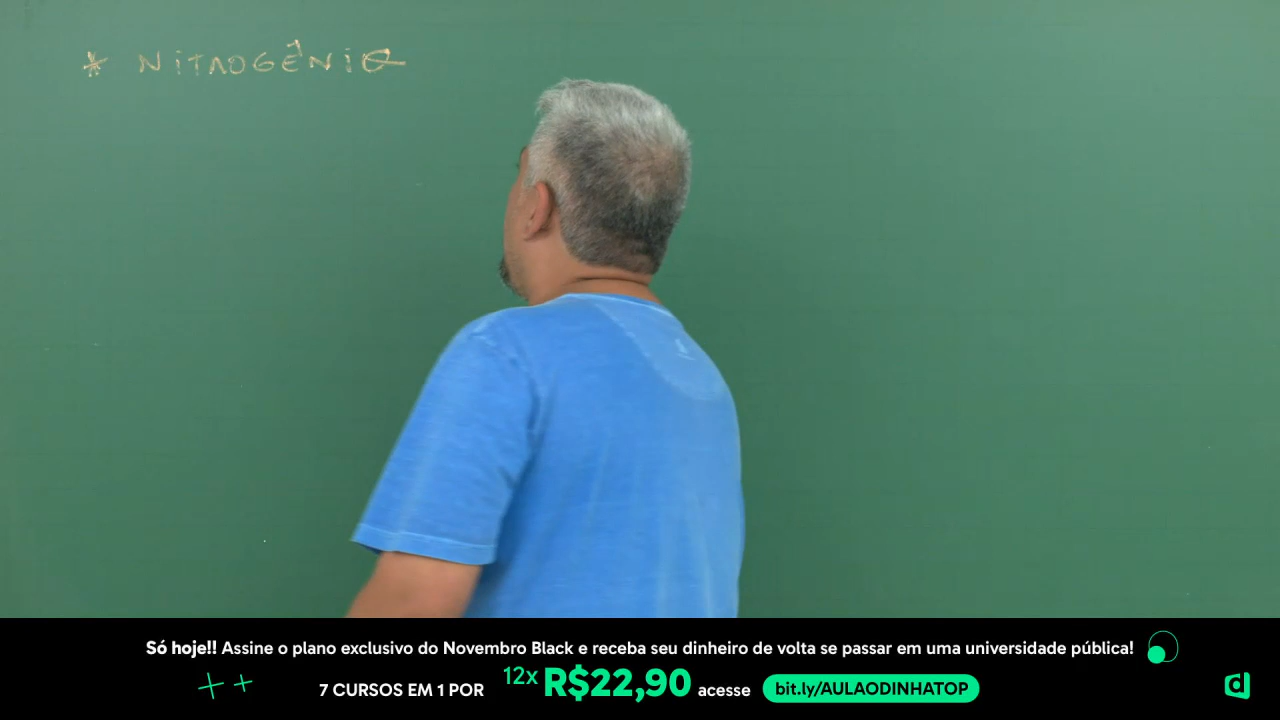 * NITROGÊNIO
Só hoje!! Assine o plano exclusivo do Novembro Black e receba seu dinheiro de volta se passar em uma universidade pública!
7 CURSOS EM 1 POR 12x R$22,90 acesse bit.ly/AULAODINHATOP
d